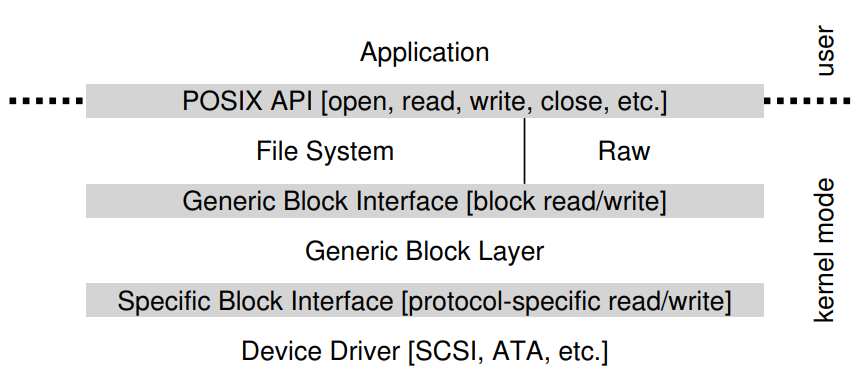 Application
user
POSIX API [open, read, write, close, etc.]
File System
Raw
Generic Block Interface [block read/write]
Generic Block Layer
kernel mode
Specific Block Interface [protocol-specific read/write]
Device Driver [SCSI, ATA, etc.]